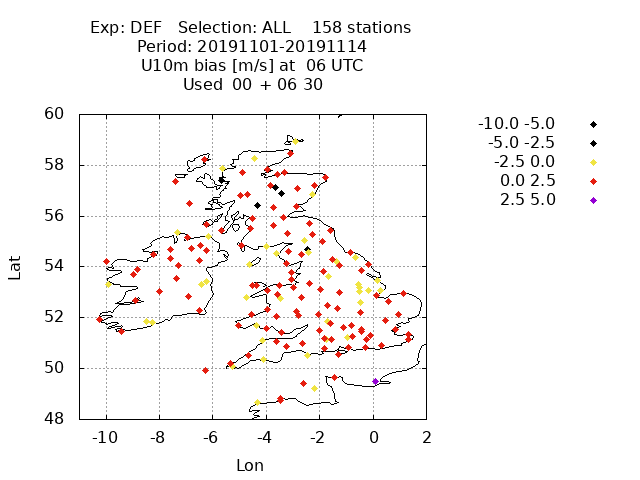 Exp: DEF Selection: ALL 158 stations
Period: 20191101-20191114
U10m bias [m/s] at 06 UTC
Used 00 + 06 30
-10.0 -5.0
-5.0 -2.5
-2.5 0.0
0.0 2.5
2.5 5.0
60
58
56
54
52
50
48
Lat
-10 -8 -6 -4 -2 0 2
Lon